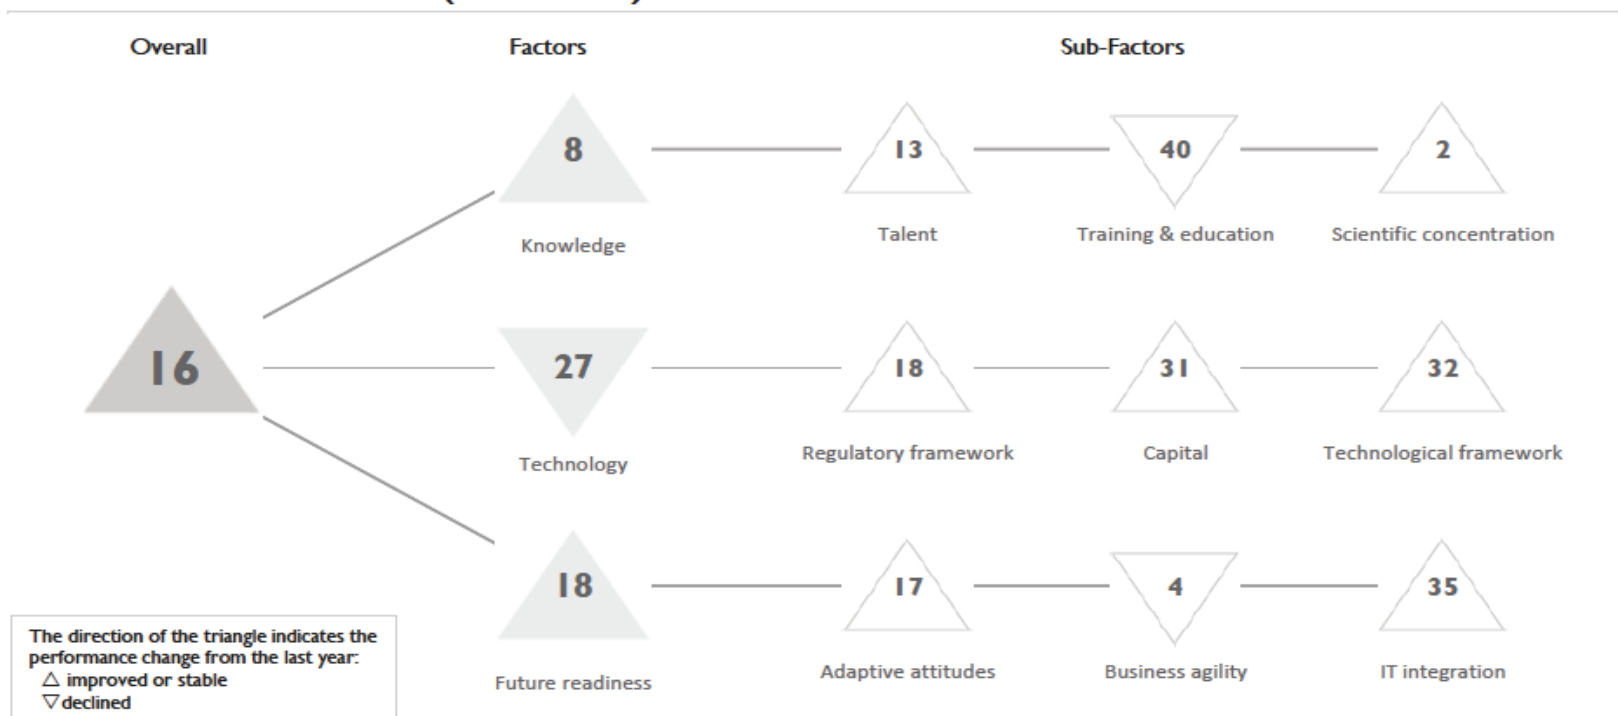 Overall Factors Sub-Factors
8 13 40 2
Knowledge Talent Training & education Scientific concentration
16 27 18 31 32
Technology Regulatory framework Capital Technological framework
18 17 4 35
Future readiness Adaptive attitudes Business agility IT integration
The direction of the triangle indicates the
performance change from the last year:
△ improved or stable
▽ declined